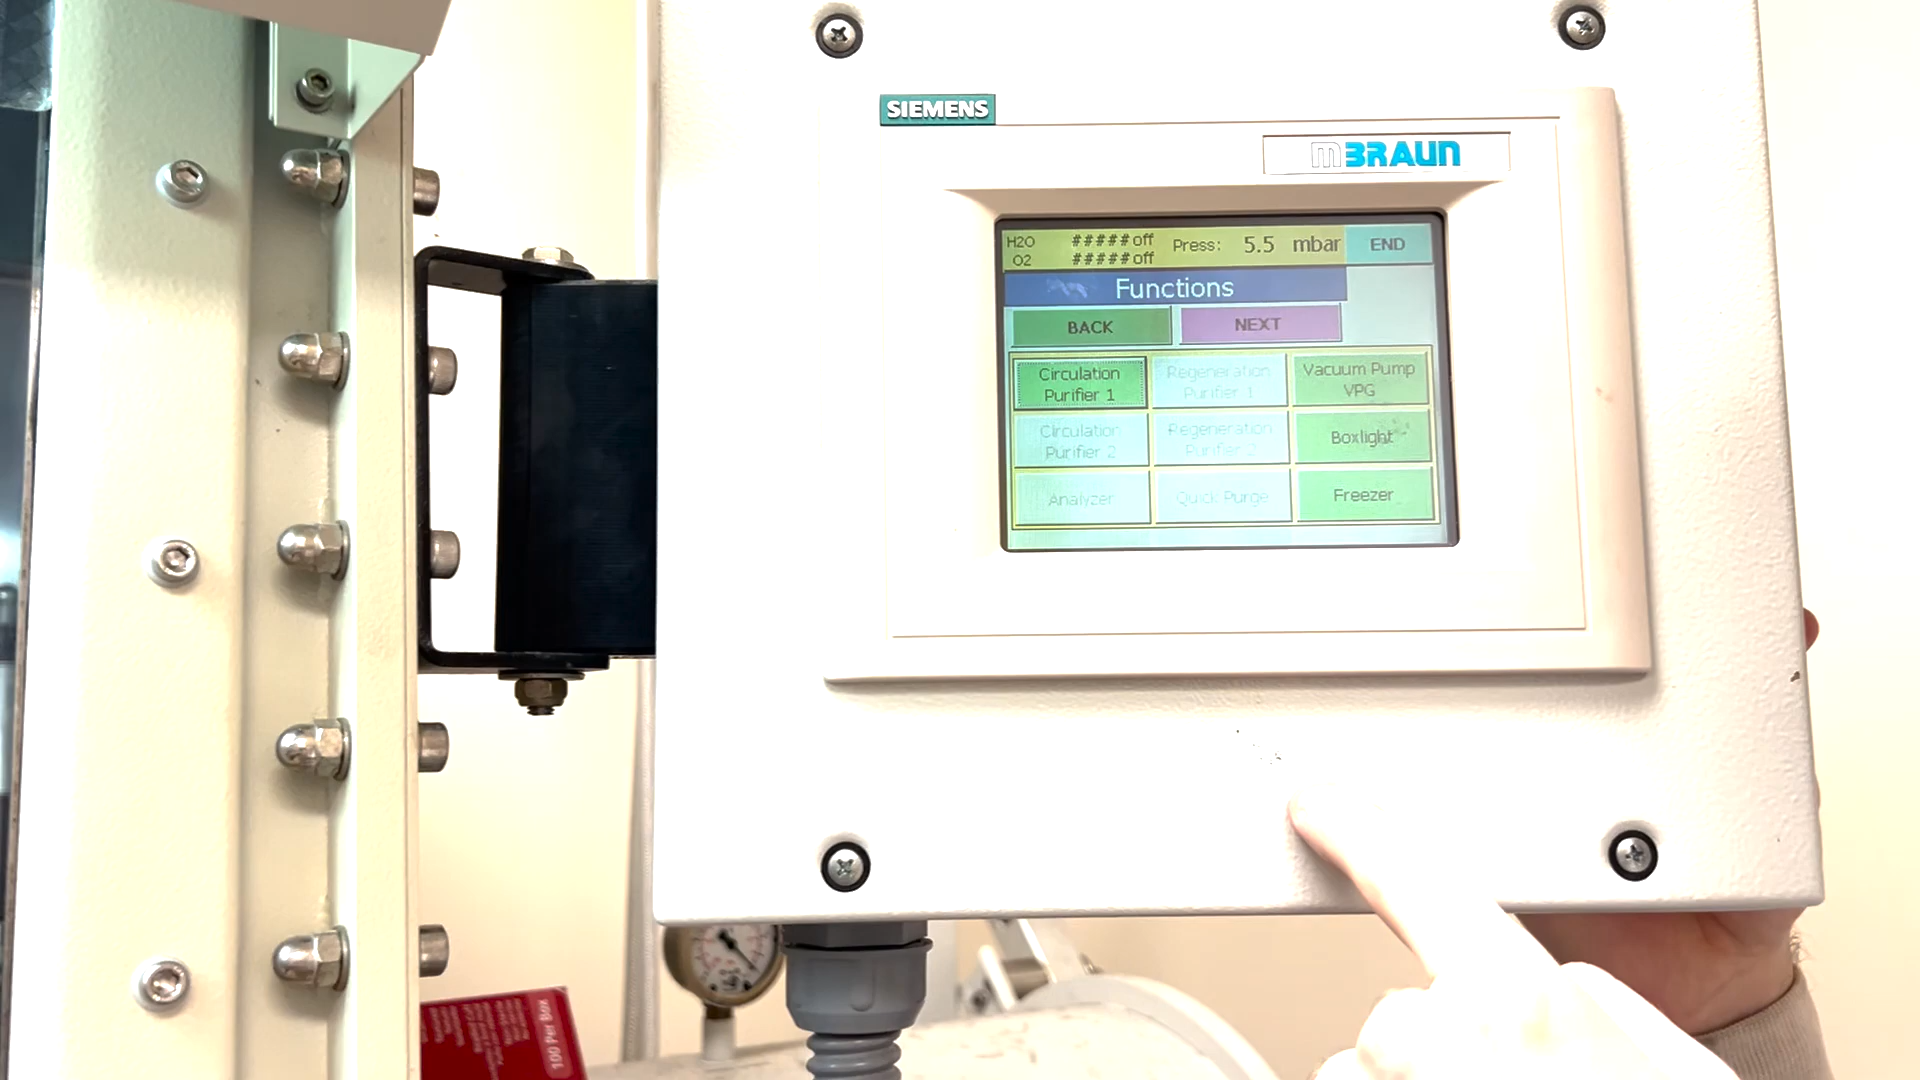 SIEMENS
mBRAUN
H2O #####off Press: 5.5 mbar END
O2 #####off
Functions
BACK NEXT
Circulation Purifier 1
Regeneration Purifier 1
Vacuum Pump VPG
Circulation Purifier 2
Regeneration Purifier 2
Boxlight
Analyzer
Quick Purge
Freezer
100 Per Box